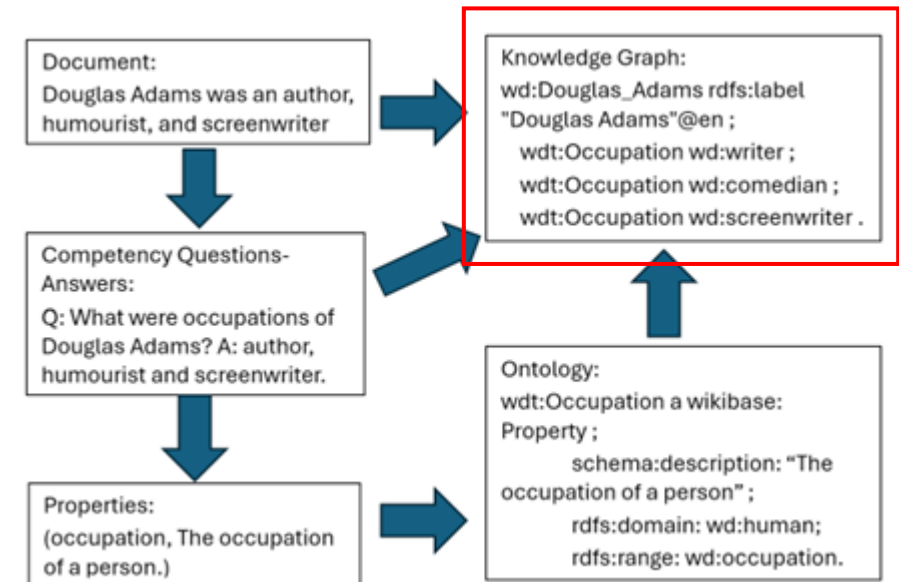 Document:
Douglas Adams was an author,
humourist, and screenwriter
Knowledge Graph:
wd:Douglas_Adams rdfs:label
"Douglas Adams"@en ;
wdt:Occupation wd:writer ;
wdt:Occupation wd:comedian ;
wdt:Occupation wd:screenwriter .
Competency Questions-
Answers:
Q: What were occupations of
Douglas Adams? A: author,
humourist and screenwriter.
Ontology:
wdt:Occupation a wikibase:
Property ;
schema:description: “The
occupation of a person” ;
rdfs:domain: wd:human;
rdfs:range: wd:occupation.
Properties:
(occupation, The occupation
of a person.)